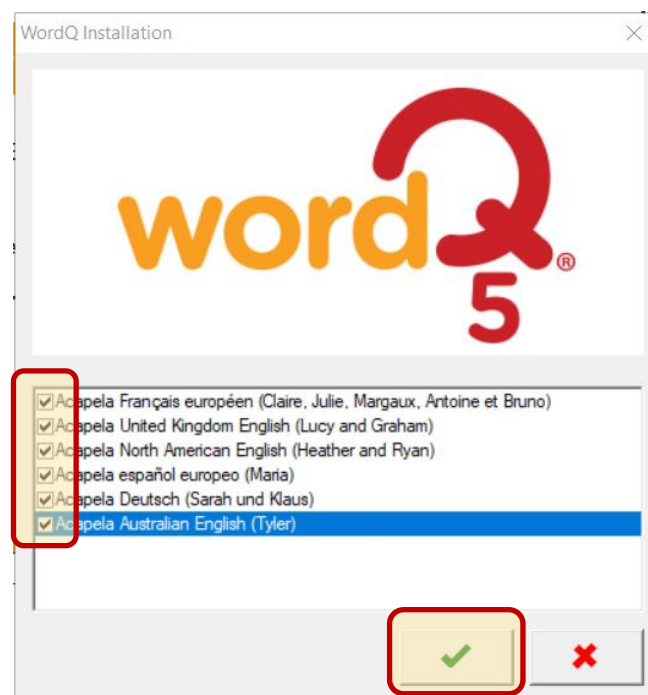 WordQ Installation
wordQ®
5
Acapela Français européen (Claire, Julie, Margaux, Antoine et Bruno)
Acapela United Kingdom English (Lucy and Graham)
Acapela North American English (Heather and Ryan)
Acapela español europeo (Maria)
Acapela Deutsch (Sarah und Klaus)
Acapela Australian English (Tyler)